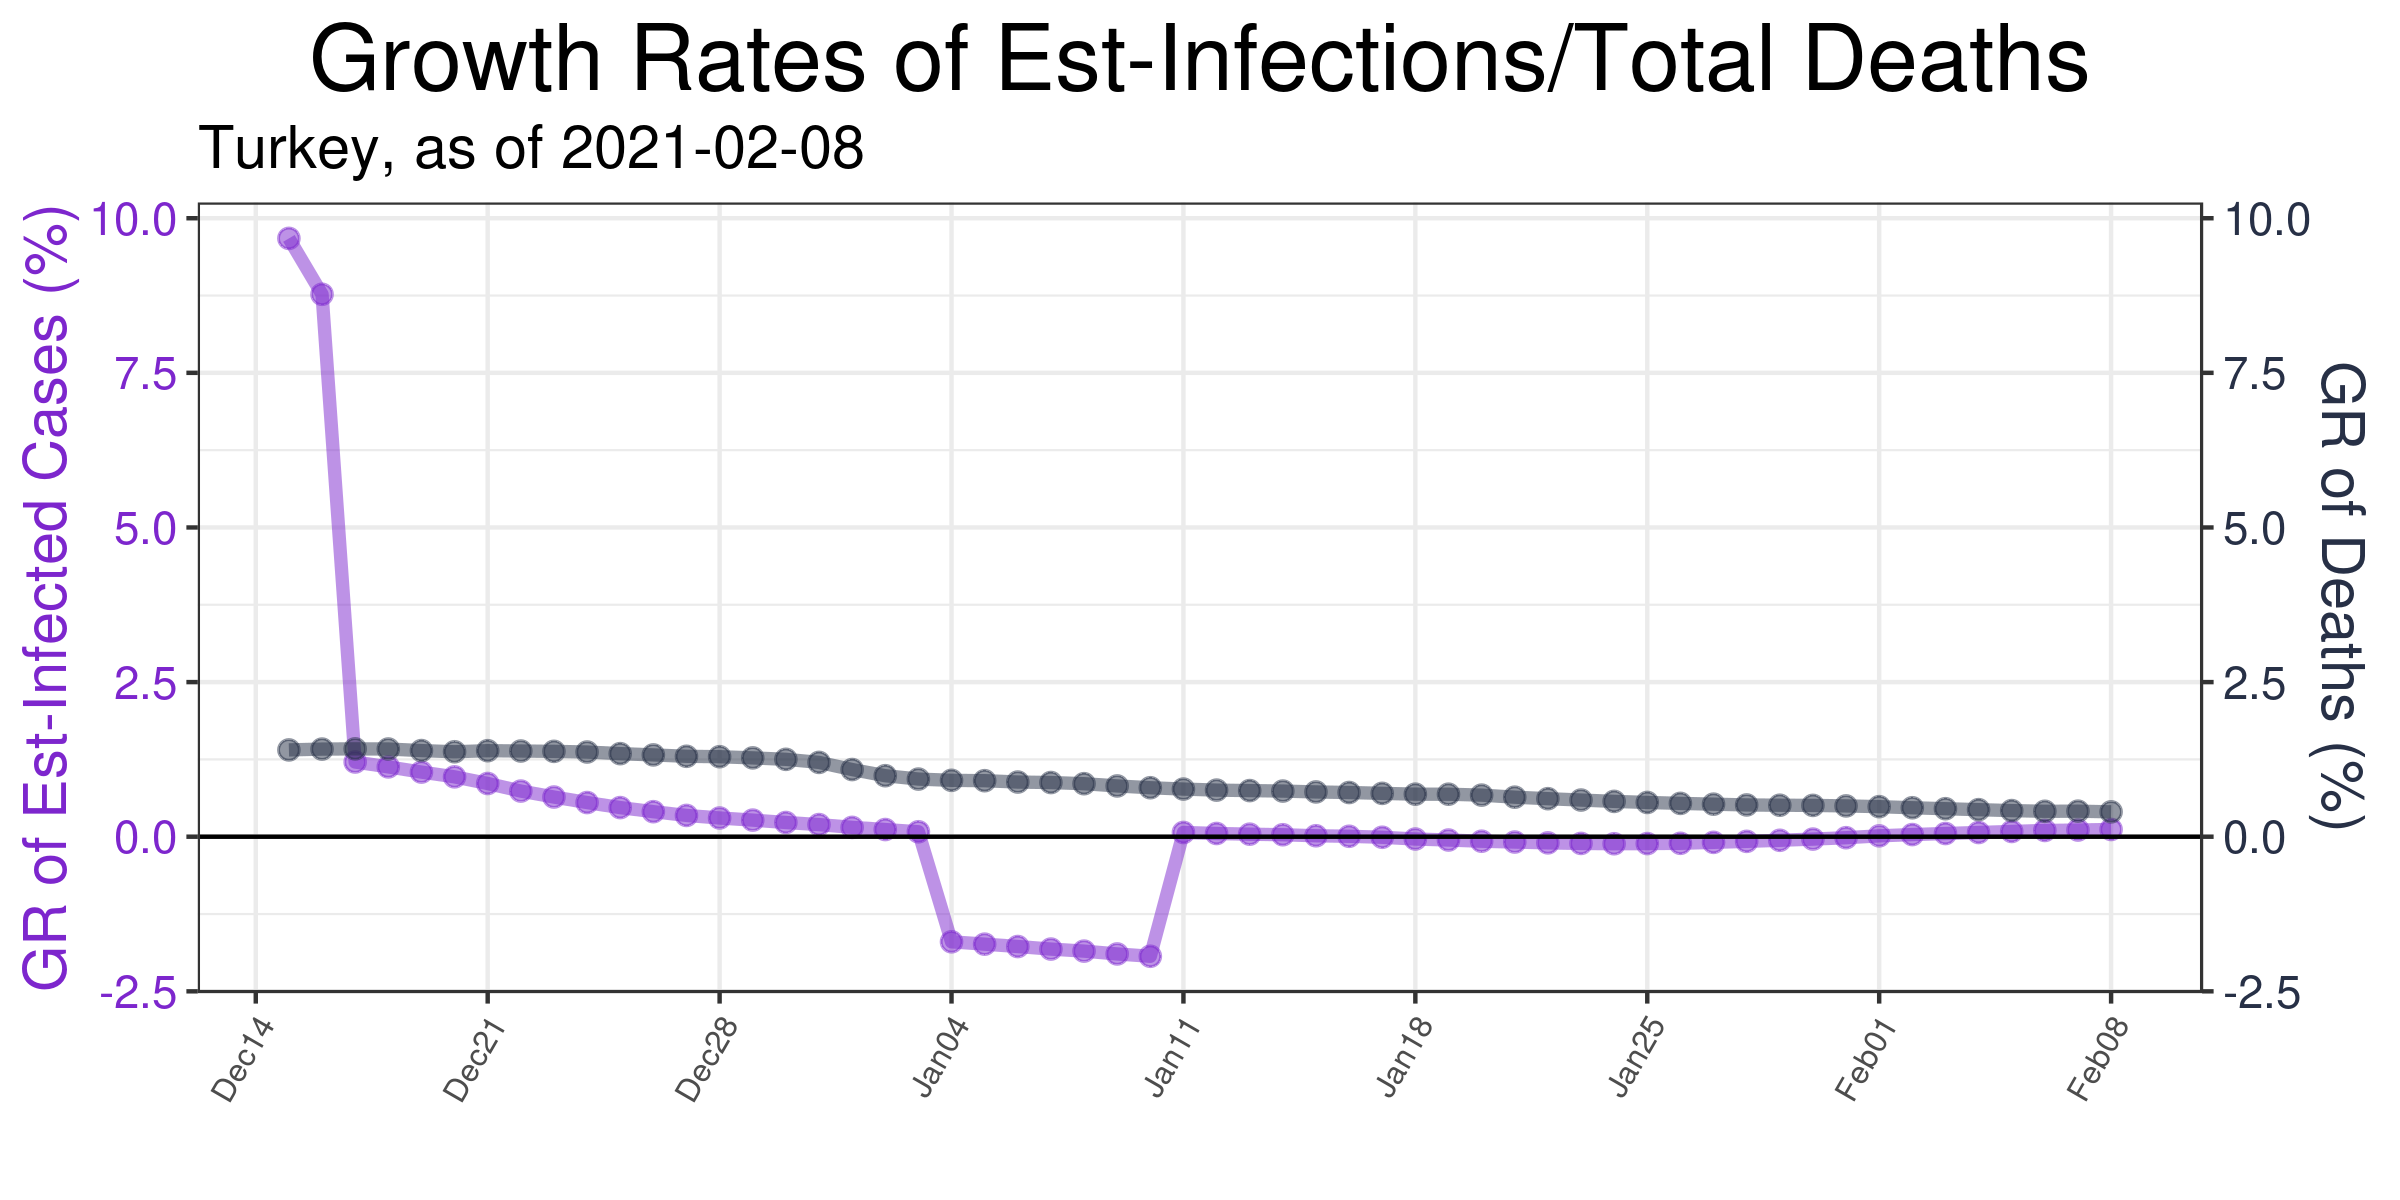 Growth Rates of Est-Infections/Total Deaths
Turkey, as of 2021-02-08
GR of Est-Infected Cases (%)
10.0
7.5
5.0
2.5
0.0
-2.5
10.0
7.5
5.0
2.5
0.0
-2.5
GR of Deaths (%)
Dec14
Dec21
Dec28
Jan04
Jan11
Jan18
Jan25
Feb01
Feb08